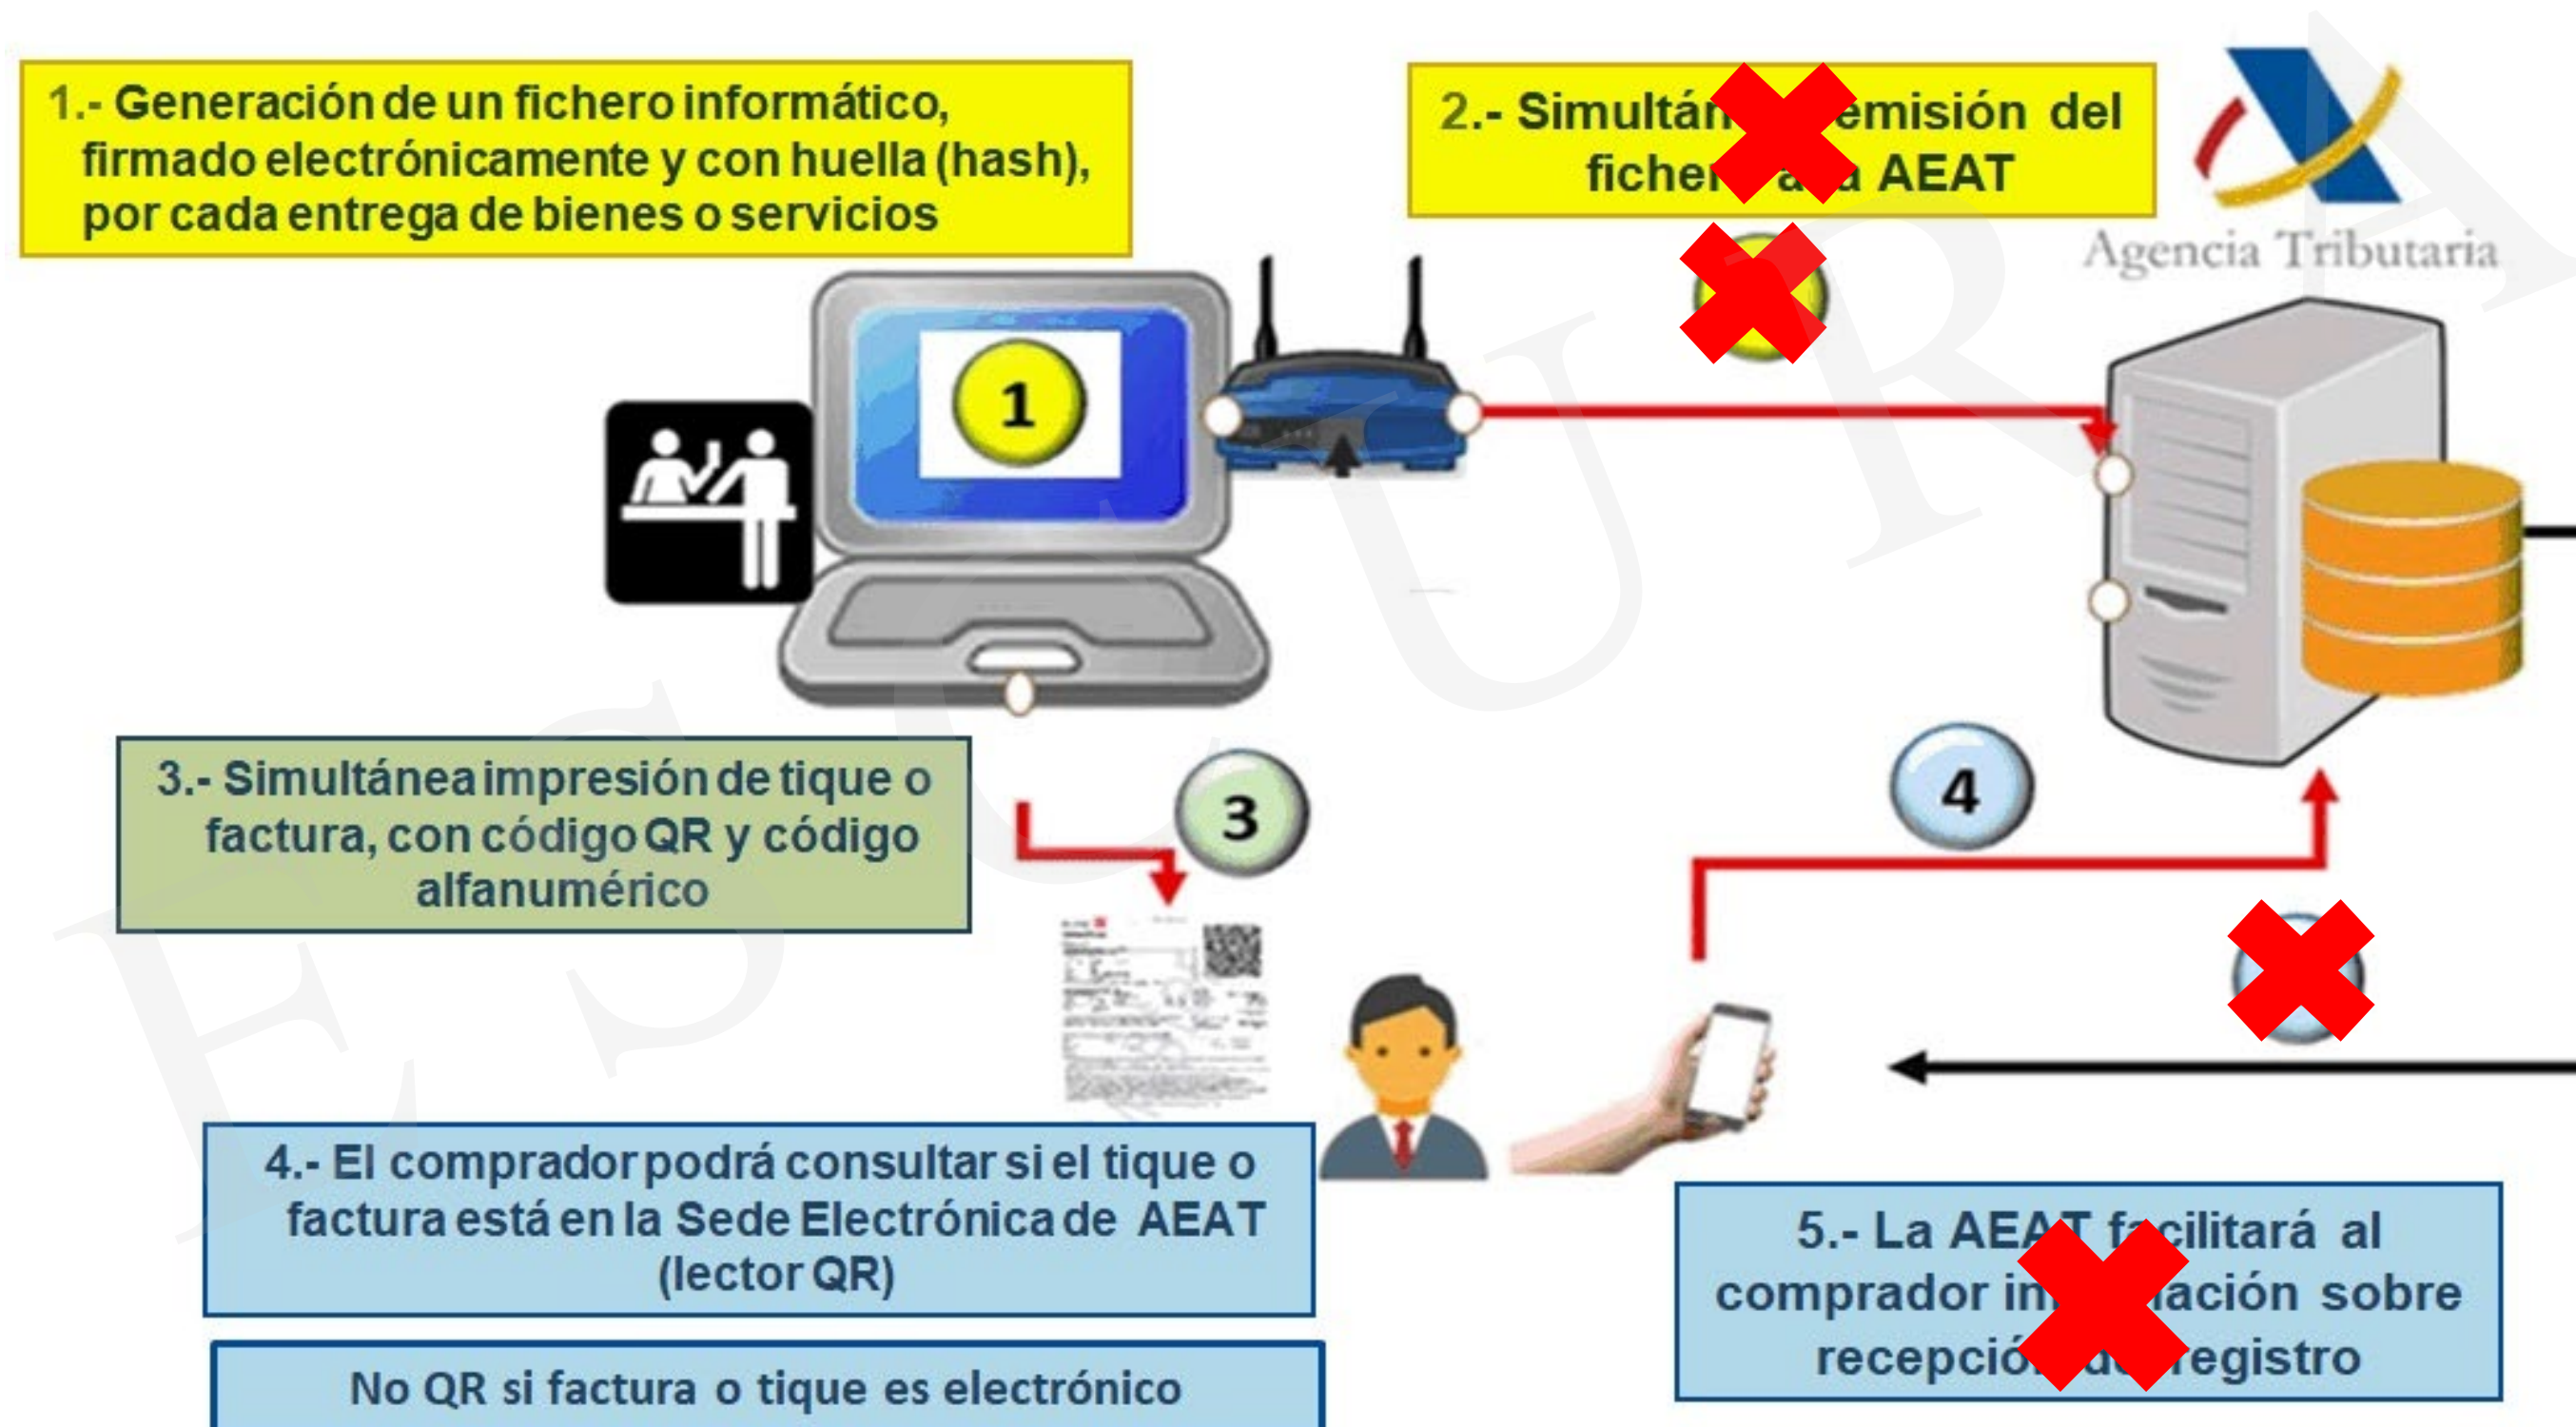 1.- Generación de un fichero informático,
firmado electrónicamente y con huella (hash),
por cada entrega de bienes o servicios
2.- Simultán emisión del
ficher a AEAT
Agencia Tributaria
1
3.- Simultánea impresión de tique o
factura, con código QR y código
alfanumérico
3
4
4.- El comprador podrá consultar si el tique o
factura está en la Sede Electrónica de AEAT
(lector QR)
No QR si factura o tique es electrónico
5.- La AEAT facilitará al
comprador in ación sobre
recepción registro
ESCURA